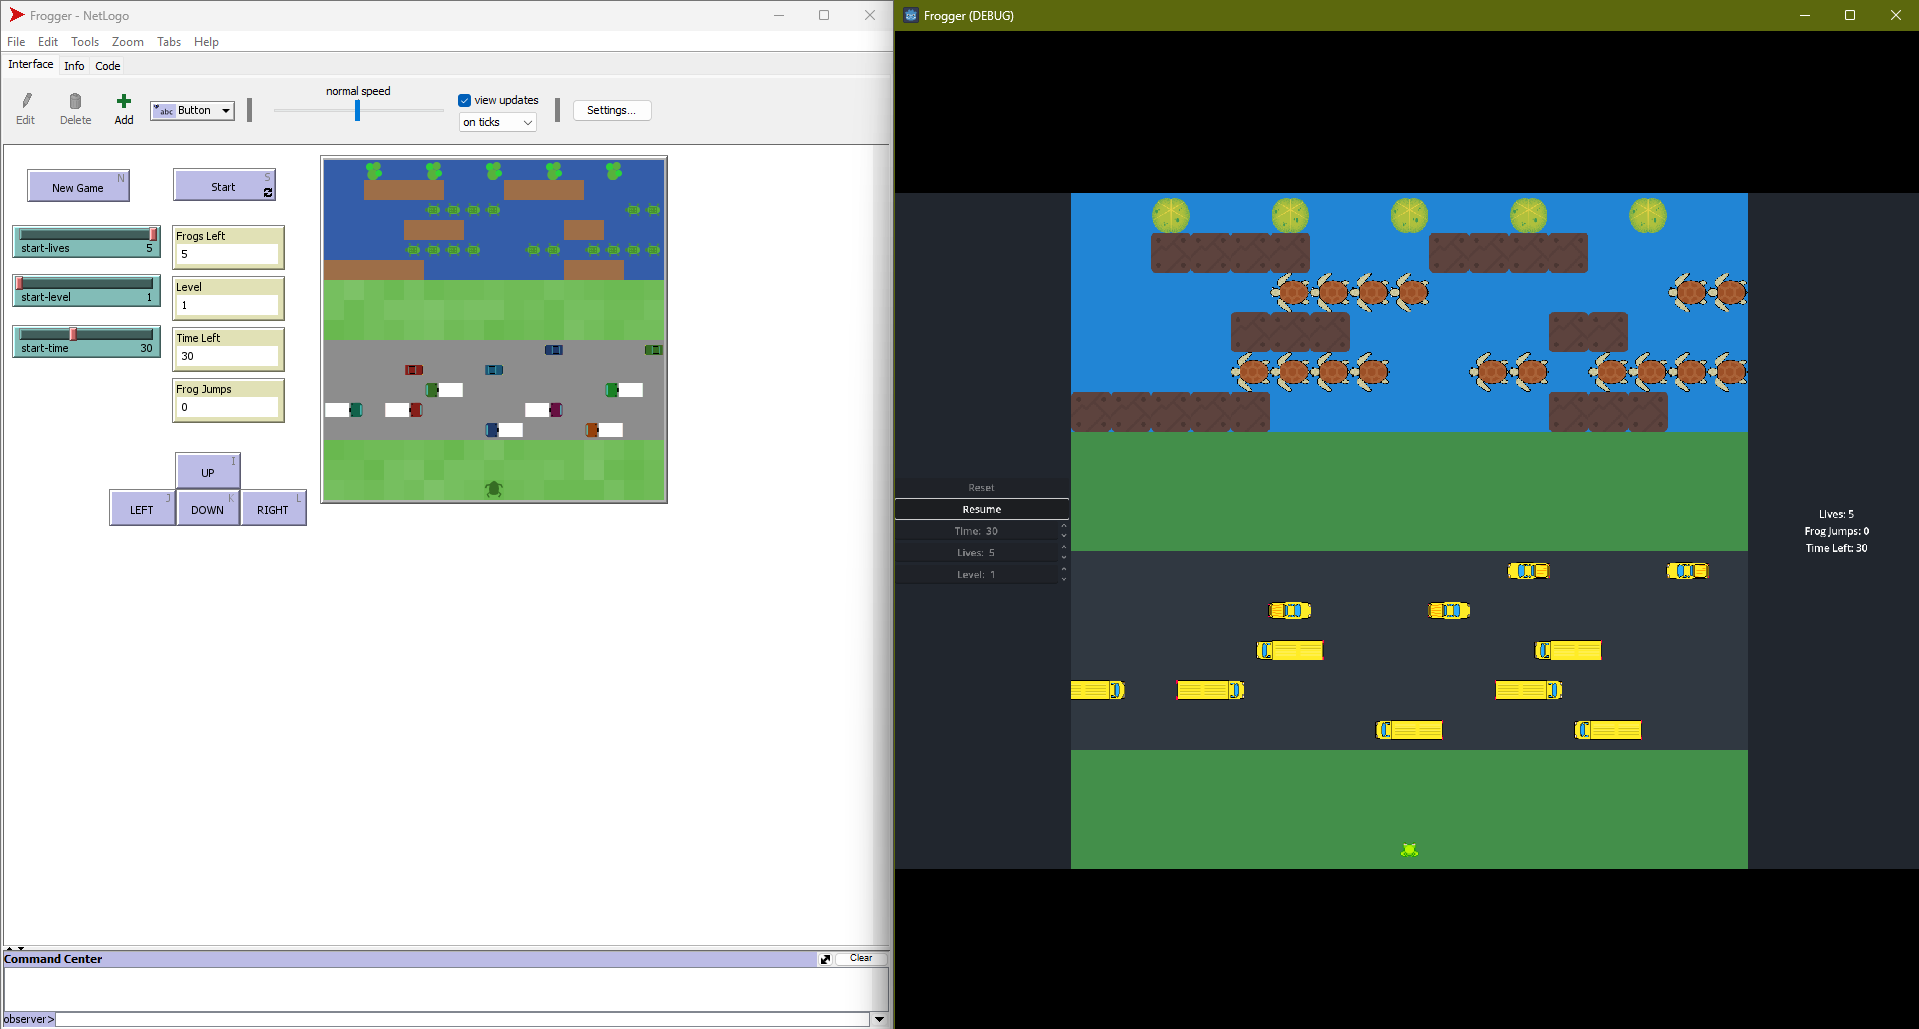 Frogger - NetLogo
File Edit Tools Zoom Tabs Help
Interface Info Code
Edit Delete Add
abc Button
normal speed
view updates
on ticks
Settings...
New Game N
Start S
start-lives 5
start-level 1
start-time 30
Frogs Left
5
Level
1
Time Left
30
Frog Jumps
0
UP I
LEFT J DOWN K RIGHT L
Command Center
Clear
observer>
Frogger (DEBUG)
Reset
Resume
Time: 30
Lives: 5
Level: 1
Lives: 5
Frog Jumps: 0
Time Left: 30